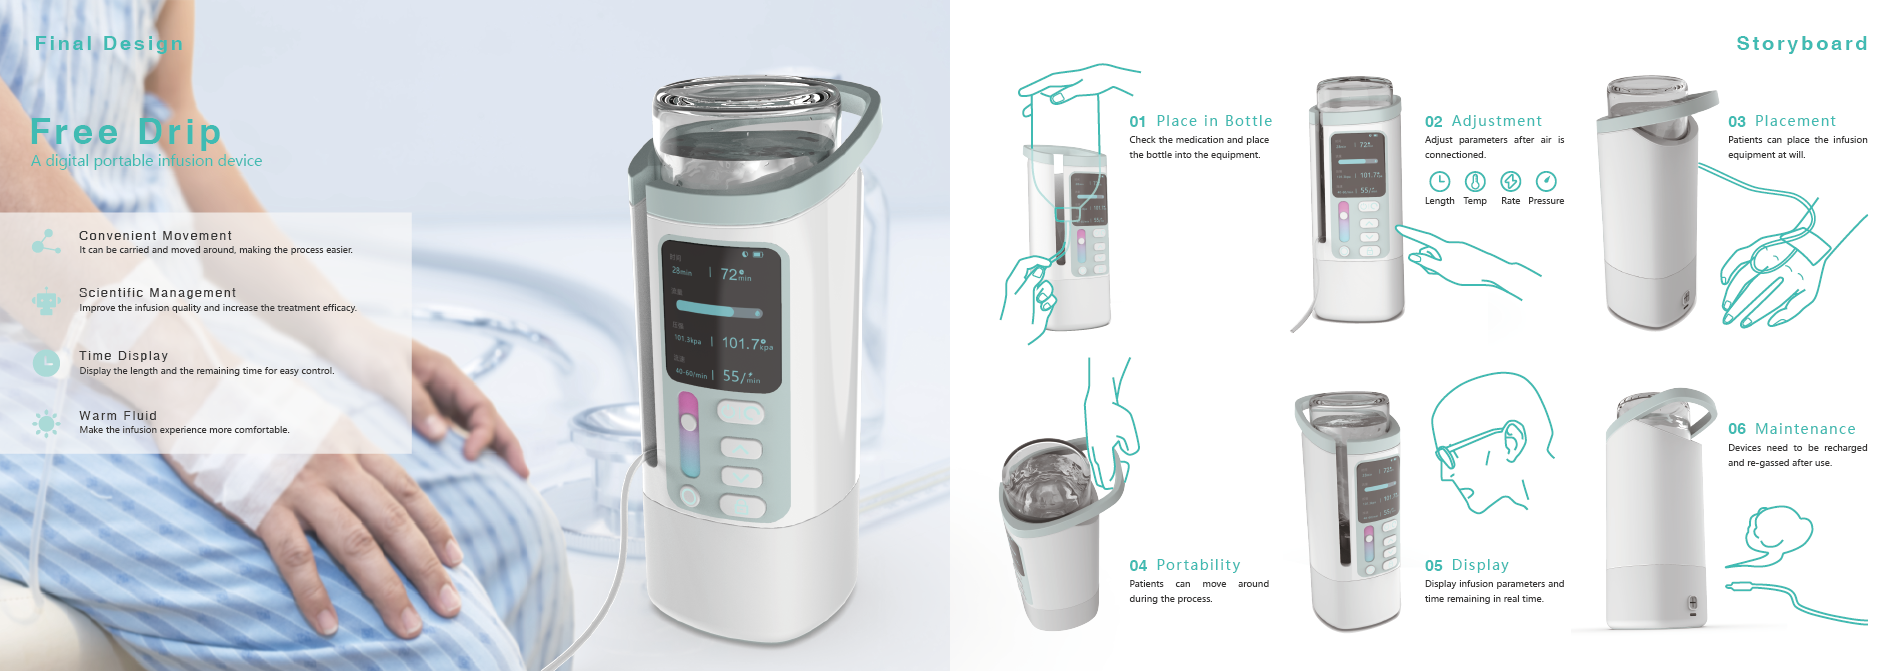 Final Design
Free Drip
A digital portable infusion device
Convenient Movement
It can be carried and moved around, making the process easier.
Scientific Management
Improve the infusion quality and increase the treatment efficacy.
Time Display
Display the length and the remaining time for easy control.
Warm Fluid
Make the infusion experience more comfortable.
时间
28min | 72°min
101.3kpa | 101.7°kpa
40-60/min | 55/min
Storyboard
01 Place in Bottle
Check the medication and place
the bottle into the equipment.
02 Adjustment
Adjust parameters after air is
connectioned.
Length Temp Rate Pressure
03 Placement
Patients can place the infusion
equipment at will.
04 Portability
Patients can move around
during the process.
05 Display
Display infusion parameters and
time remaining in real time.
06 Maintenance
Devices need to be recharged
and re-gassed after use.